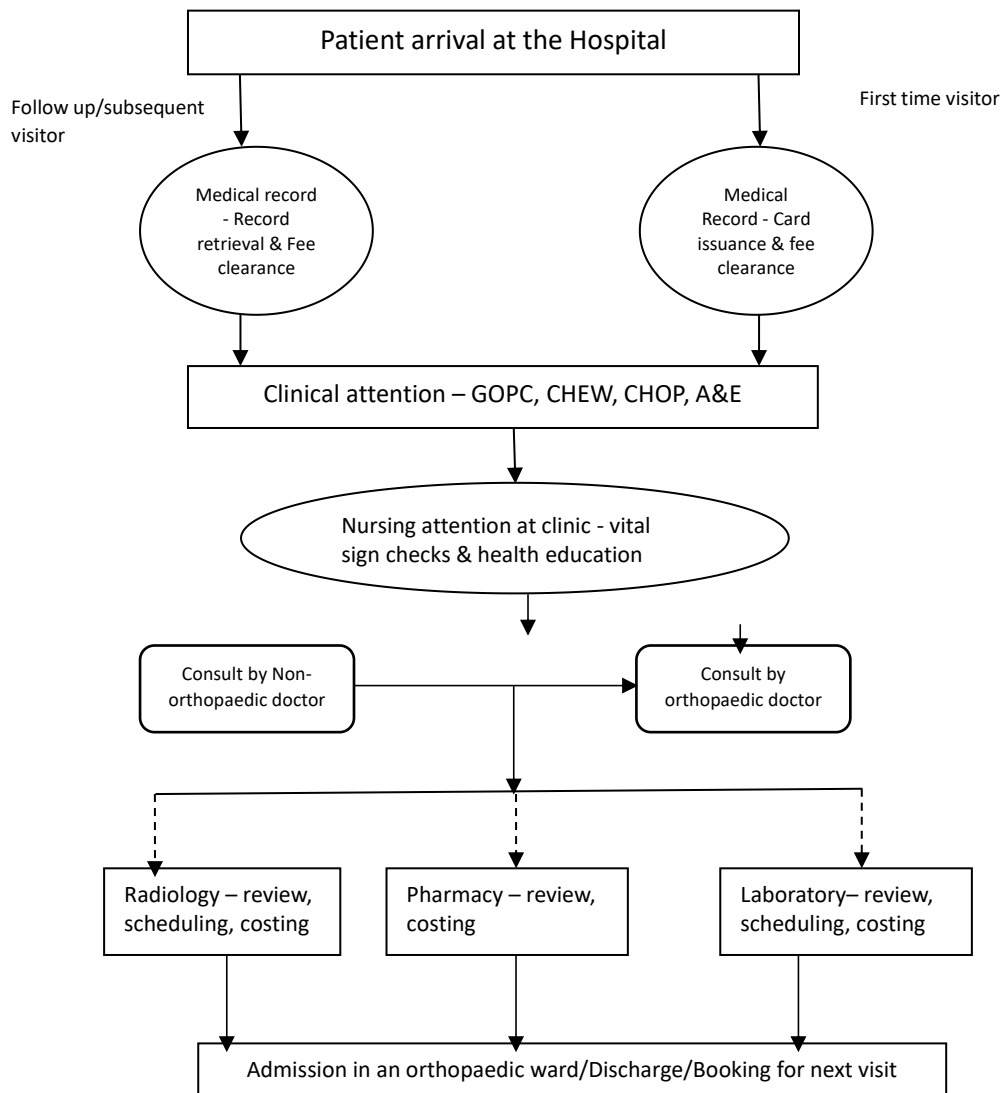 Patient arrival at the Hospital
Follow up/subsequent
visitor
First time visitor
Medical record
- Record
retrieval & Fee
clearance
Medical
Record - Card
issuance & fee
clearance
Clinical attention – GOPC, CHEW, CHOP, A&E
Nursing attention at clinic - vital
sign checks & health education
Consult by Non-
orthopaedic doctor
Consult by
orthopaedic doctor
Radiology – review,
scheduling, costing
Pharmacy – review,
costing
Laboratory– review,
scheduling, costing
Admission in an orthopaedic ward/Discharge/Booking for next visit